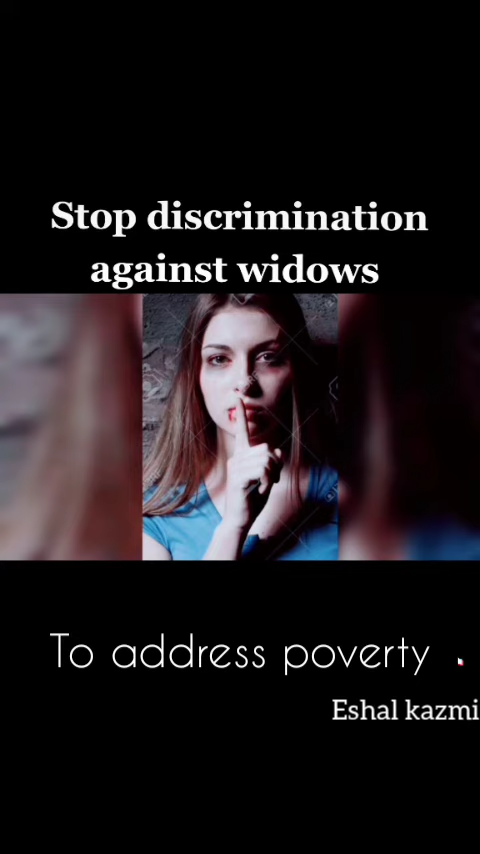 Stop discrimination
against widows
To address poverty
Eshal kazmi